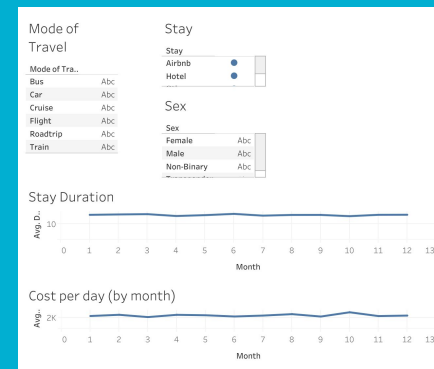 Mode of
Travel
Mode of Tra..
Bus Abc
Car Abc
Cruise Abc
Flight Abc
Roadtrip Abc
Train Abc
Stay
Stay
Airbnb
Hotel
Sex
Sex
Female Abc
Male Abc
Non-Binary Abc
Stay Duration
Avg. D..
10
0 1 2 3 4 5 6 7 8 9 10 11 12 13
Month
Cost per day (by month)
Avg..
2K
0 1 2 3 4 5 6 7 8 9 10 11 12 13
Month